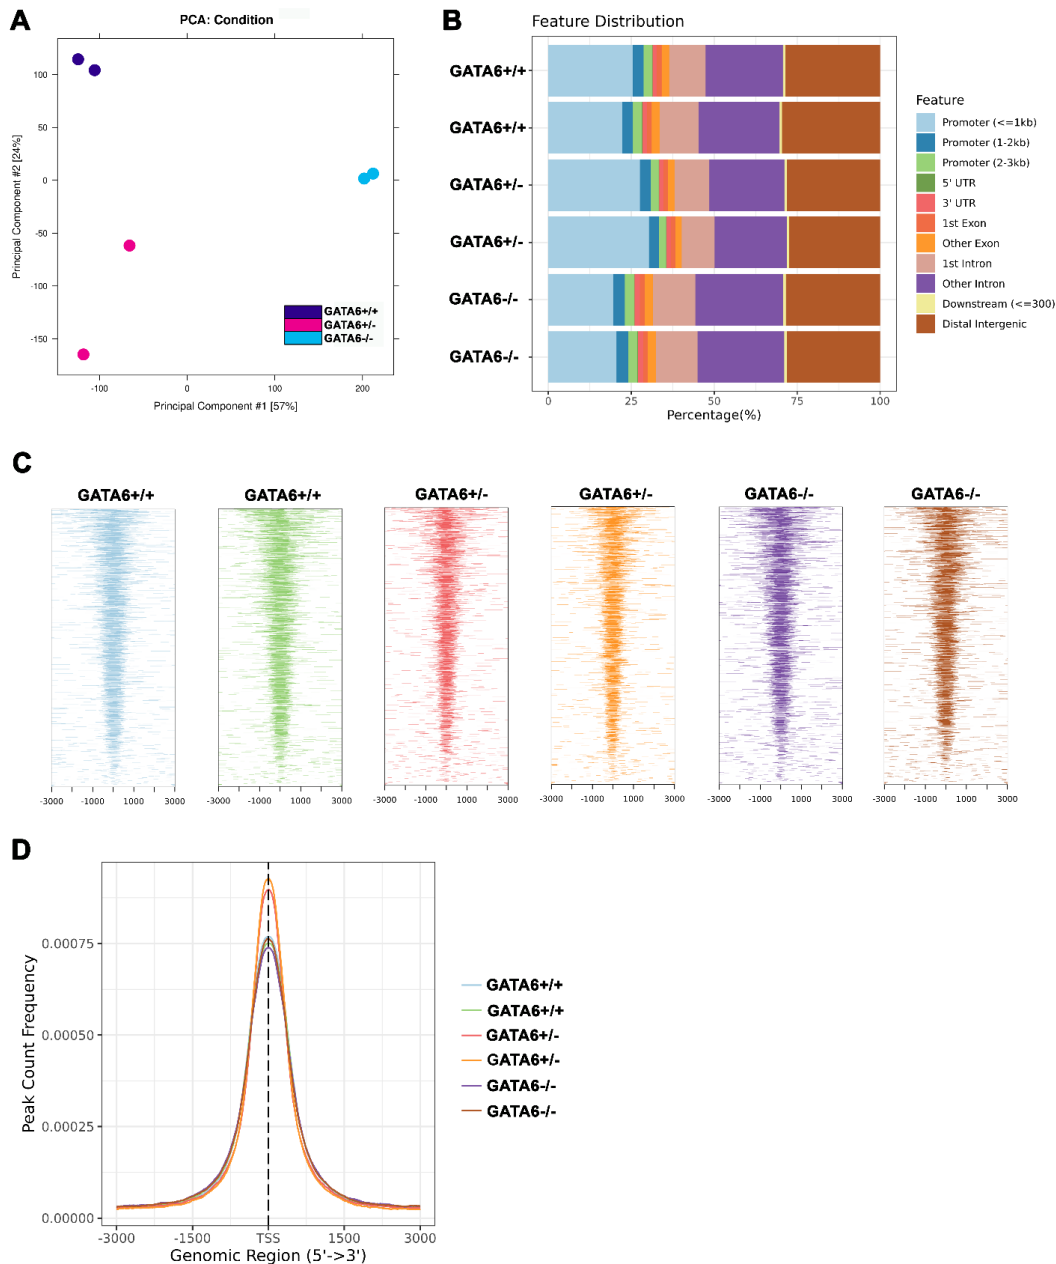 A
PCA: Condition
Principal Component #2 [24%]
100
50
0
-50
-100
-150
GATA6+/+
GATA6+/-
GATA6-/-
-100
0
100
200
Principal Component #1 [57%]
B
Feature Distribution
GATA6+/+
GATA6+/+
GATA6+/-
GATA6+/-
GATA6-/-
GATA6-/-
0
25
50
75
100
Percentage(%)
Feature
Promoter (<=1kb)
Promoter (1-2kb)
Promoter (2-3kb)
5' UTR
3' UTR
1st Exon
Other Exon
1st Intron
Other Intron
Downstream (<=300)
Distal Intergenic
C
GATA6+/+
GATA6+/+
GATA6+/-
GATA6+/-
GATA6-/-
GATA6-/-
-3000 -1000 1000 3000
-3000 -1000 1000 3000
-3000 -1000 1000 3000
-3000 -1000 1000 3000
-3000 -1000 1000 3000
-3000 -1000 1000 3000
D
Peak Count Frequency
0.00075
0.00050
0.00025
0.00000
-3000
-1500
TSS
1500
3000
Genomic Region (5'->3')
GATA6+/+
GATA6+/+
GATA6+/-
GATA6+/-
GATA6-/-
GATA6-/-